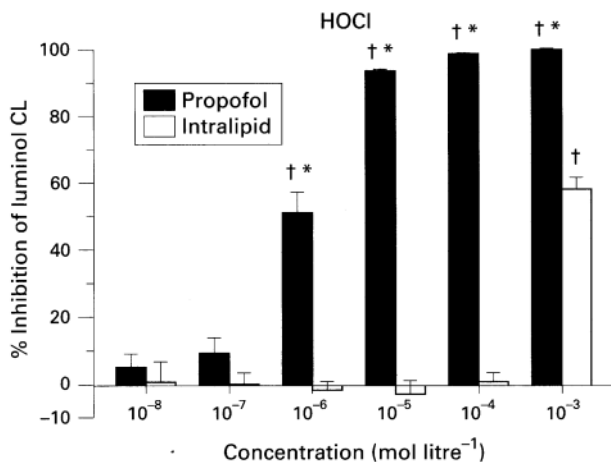 HOCl
% Inhibition of luminol CL
100
80
60
40
20
0
−10
Propofol
Intralipid
† *
† *
† *
† *
†
10⁻⁸ 10⁻⁷ 10⁻⁶ 10⁻⁵ 10⁻⁴ 10⁻³
Concentration (mol litre⁻¹)